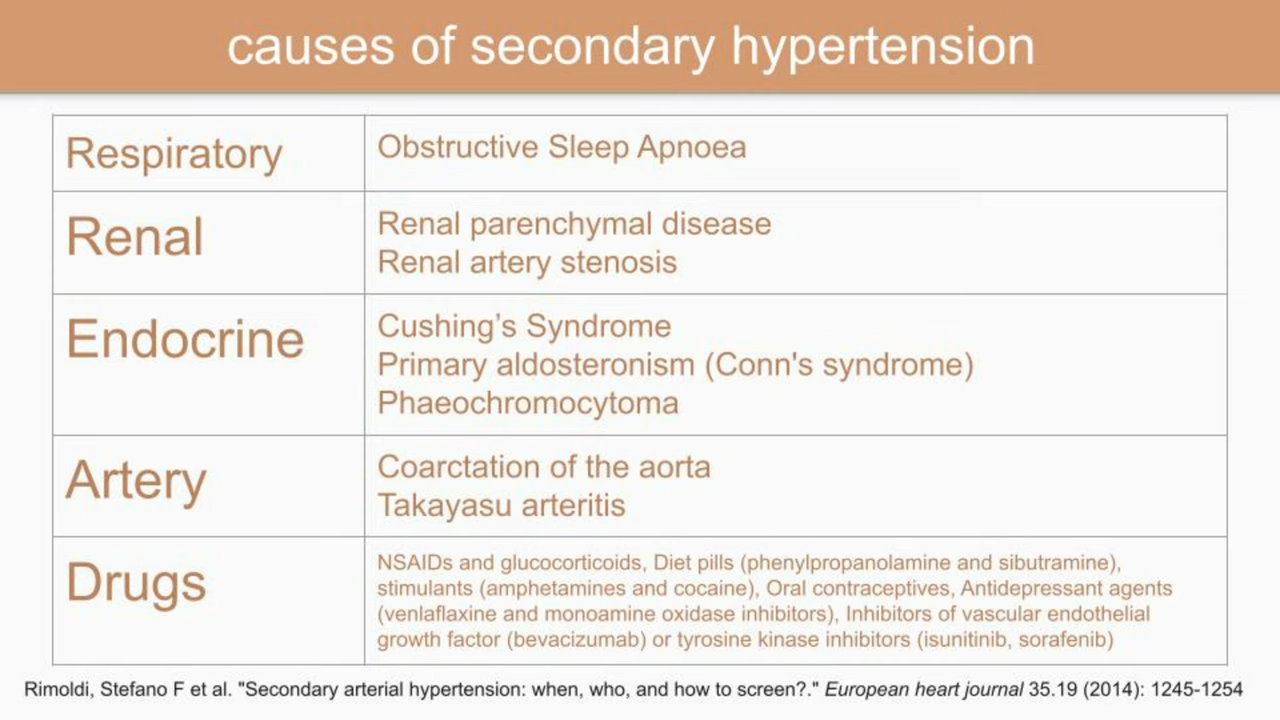 causes of secondary hypertension
Respiratory
Obstructive Sleep Apnoea
Renal
Renal parenchymal disease
Renal artery stenosis
Endocrine
Cushing's Syndrome
Primary aldosteronism (Conn's syndrome)
Phaeochromocytoma
Artery
Coarctation of the aorta
Takayasu arteritis
Drugs
NSAIDs and glucocorticoids, Diet pills (phenylpropanolamine and sibutramine),
stimulants (amphetamines and cocaine), Oral contraceptives, Antidepressant agents
(venlaflaxine and monoamine oxidase inhibitors), Inhibitors of vascular endothelial
growth factor (bevacizumab) or tyrosine kinase inhibitors (isunitinib, sorafenib)
Rimoldi, Stefano F et al. "Secondary arterial hypertension: when, who, and how to screen?." European heart journal 35.19 (2014): 1245-1254